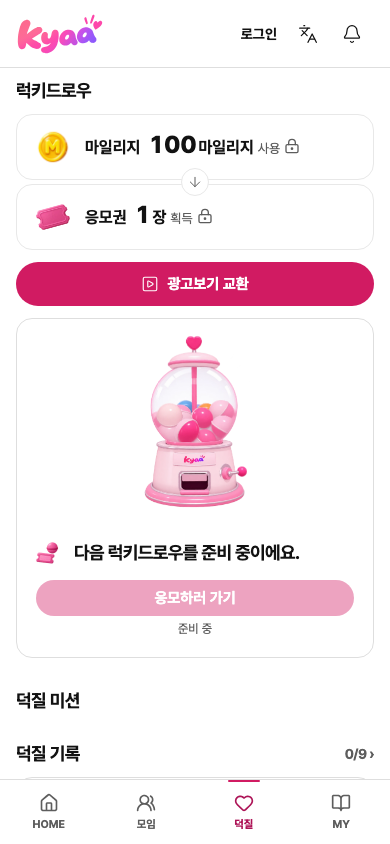 kyaa
로그인
럭키드로우
마일리지 100 마일리지 사용
응모권 1 장 획득
광고보기 교환
kyaa
다음 럭키드로우를 준비 중이에요.
응모하러 가기
준비 중
덕질 미션
덕질 기록 0/9 ›
HOME 모임 덕질 MY